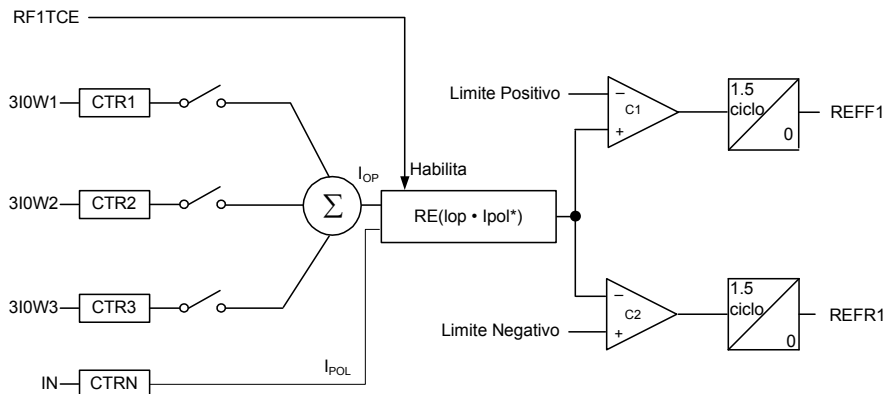 RF1TCE
3I0W1 CTR1
3I0W2 CTR2
3I0W3 CTR3
IN CTRN
Σ
IOP
IPOL
Habilita
RE(Iop • Ipol*)
Limite Positivo
− C1
+
1.5
ciclo
0
REFF1
Limite Negativo
− C2
+
1.5
ciclo
0
REFR1